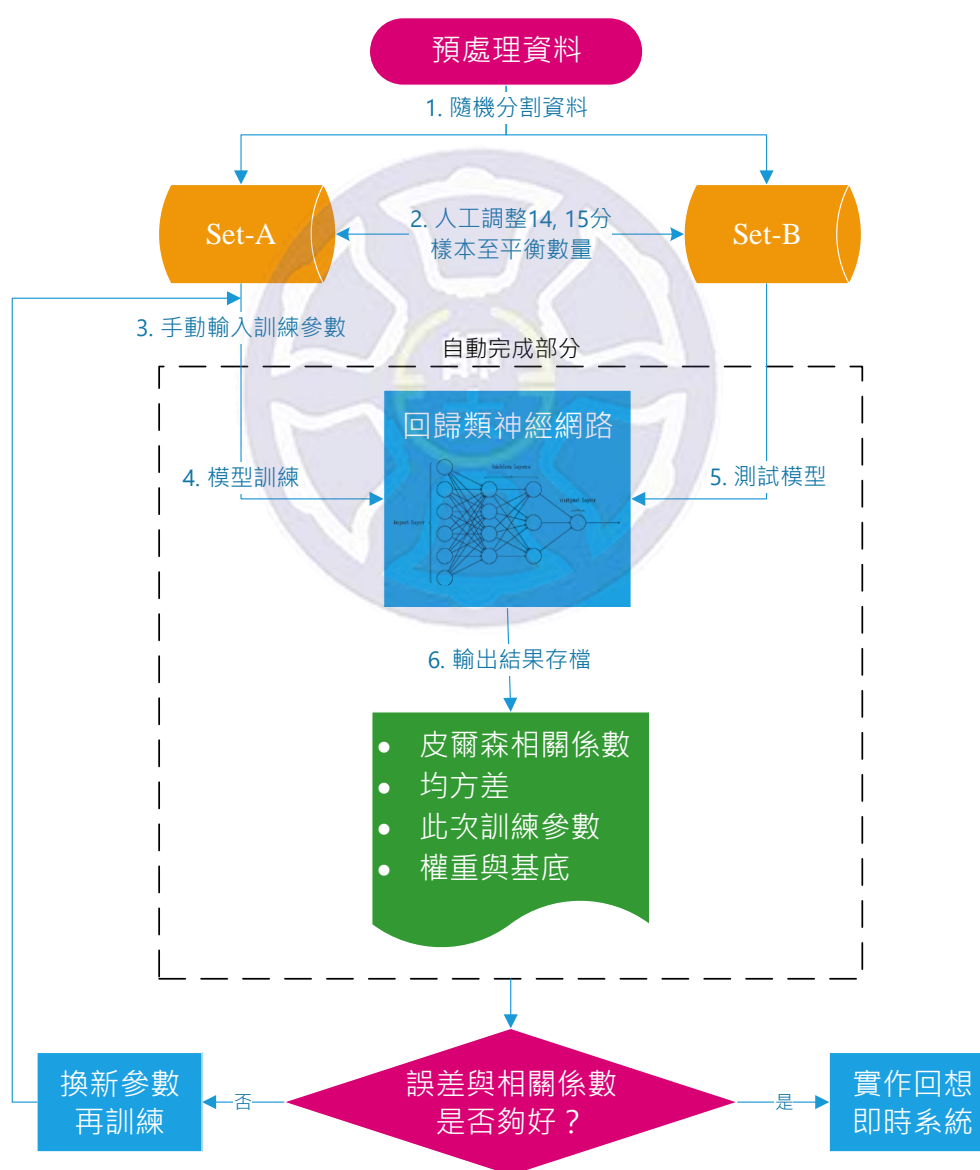 預處理資料
1. 隨機分割資料
Set-A
2. 人工調整14, 15分
樣本至平衡數量
Set-B
3. 手動輸入訓練參數
自動完成部分
回歸類神經網路
hidden layers
output layer
input layer
4. 模型訓練
5. 測試模型
6. 輸出結果存檔
● 皮爾森相關係數
● 均方差
● 此次訓練參數
● 權重與基底
換新參數
再訓練
否
誤差與相關係數
是否夠好？
是
實作回想
即時系統